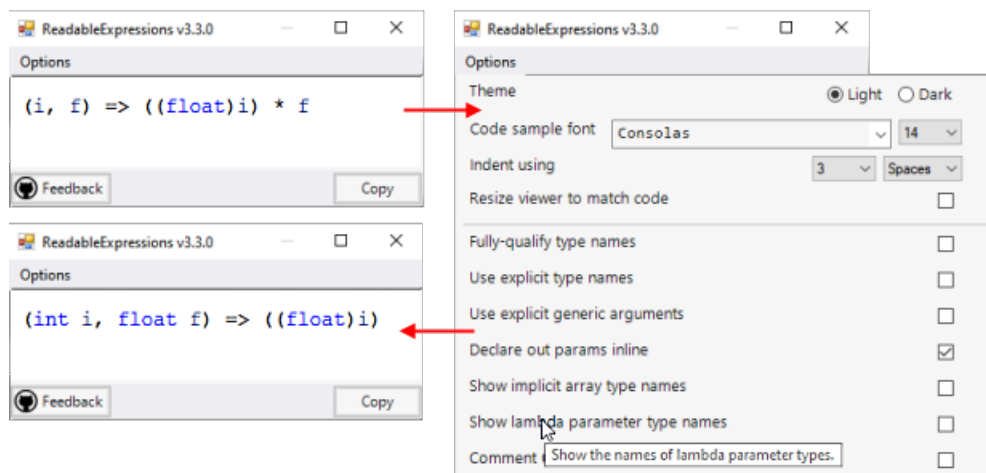 ReadableExpressions v3.3.0
Options
(i, f) => ((float)i) * f
Feedback
Copy
ReadableExpressions v3.3.0
Options
(int i, float f) => ((float)i)
Feedback
Copy
ReadableExpressions v3.3.0
Options
Theme Light Dark
Code sample font Consolas 14
Indent using 3 Spaces
Resize viewer to match code
Fully-qualify type names
Use explicit type names
Use explicit generic arguments
Declare out params inline
Show implicit array type names
Show lambda parameter type names
Comment
Show the names of lambda parameter types.